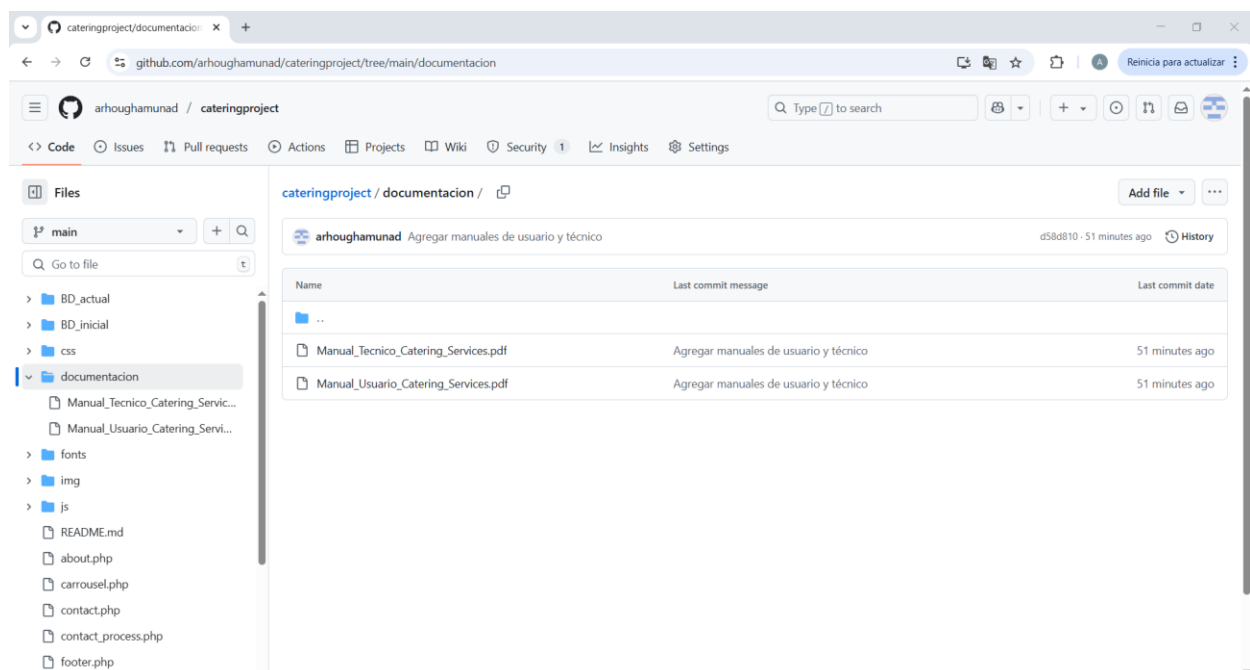 cateringproject/documentacion
github.com/arhoughamunad/cateringproject/tree/main/documentacion
A
Reinicia para actualizar
arhoughamunad / cateringproject
Type / to search
Code
Issues
Pull requests
Actions
Projects
Wiki
Security 1
Insights
Settings
Files
cateringproject / documentacion /
Add file
main
arhoughamunad Agregar manuales de usuario y técnico
d58d810 · 51 minutes ago
History
Go to file
t
Name
Last commit message
Last commit date
..
Manual_Tecnico_Catering_Services.pdf
Agregar manuales de usuario y técnico
51 minutes ago
Manual_Usuario_Catering_Services.pdf
Agregar manuales de usuario y técnico
51 minutes ago
BD_actual
BD_inicial
css
documentacion
Manual_Tecnico_Catering_Servic...
Manual_Usuario_Catering_Servi...
fonts
img
js
README.md
about.php
carrousel.php
contact.php
contact_process.php
footer.php